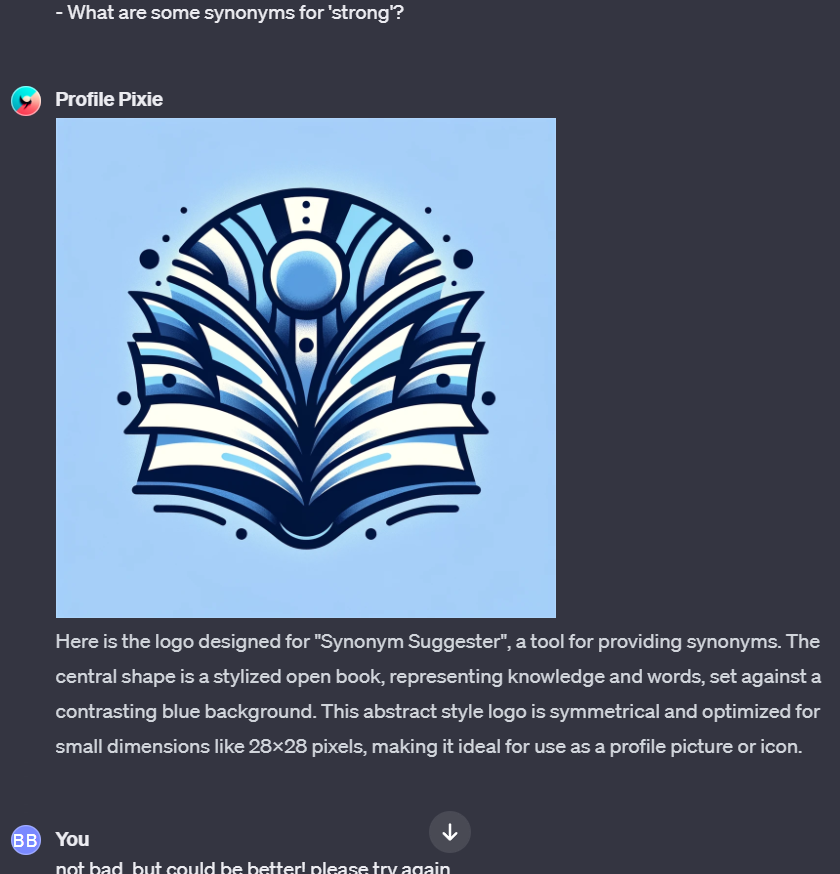 - What are some synonyms for 'strong'?
Profile Pixie
Here is the logo designed for "Synonym Suggester", a tool for providing synonyms. The
central shape is a stylized open book, representing knowledge and words, set against a
contrasting blue background. This abstract style logo is symmetrical and optimized for
small dimensions like 28×28 pixels, making it ideal for use as a profile picture or icon.
BB
You
not bad, but could be better! please try again